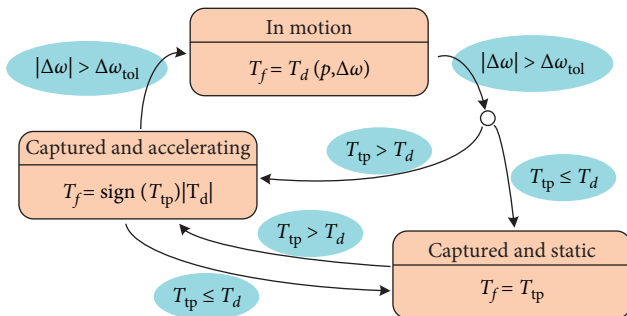 In motion
T_f = T_d (p,Δω)
|Δω| > Δω_tol
|Δω| > Δω_tol
Captured and accelerating
T_f = sign (T_tp)|T_d|
T_tp > T_d
T_tp ≤ T_d
T_tp > T_d
Captured and static
T_f = T_tp
T_tp ≤ T_d